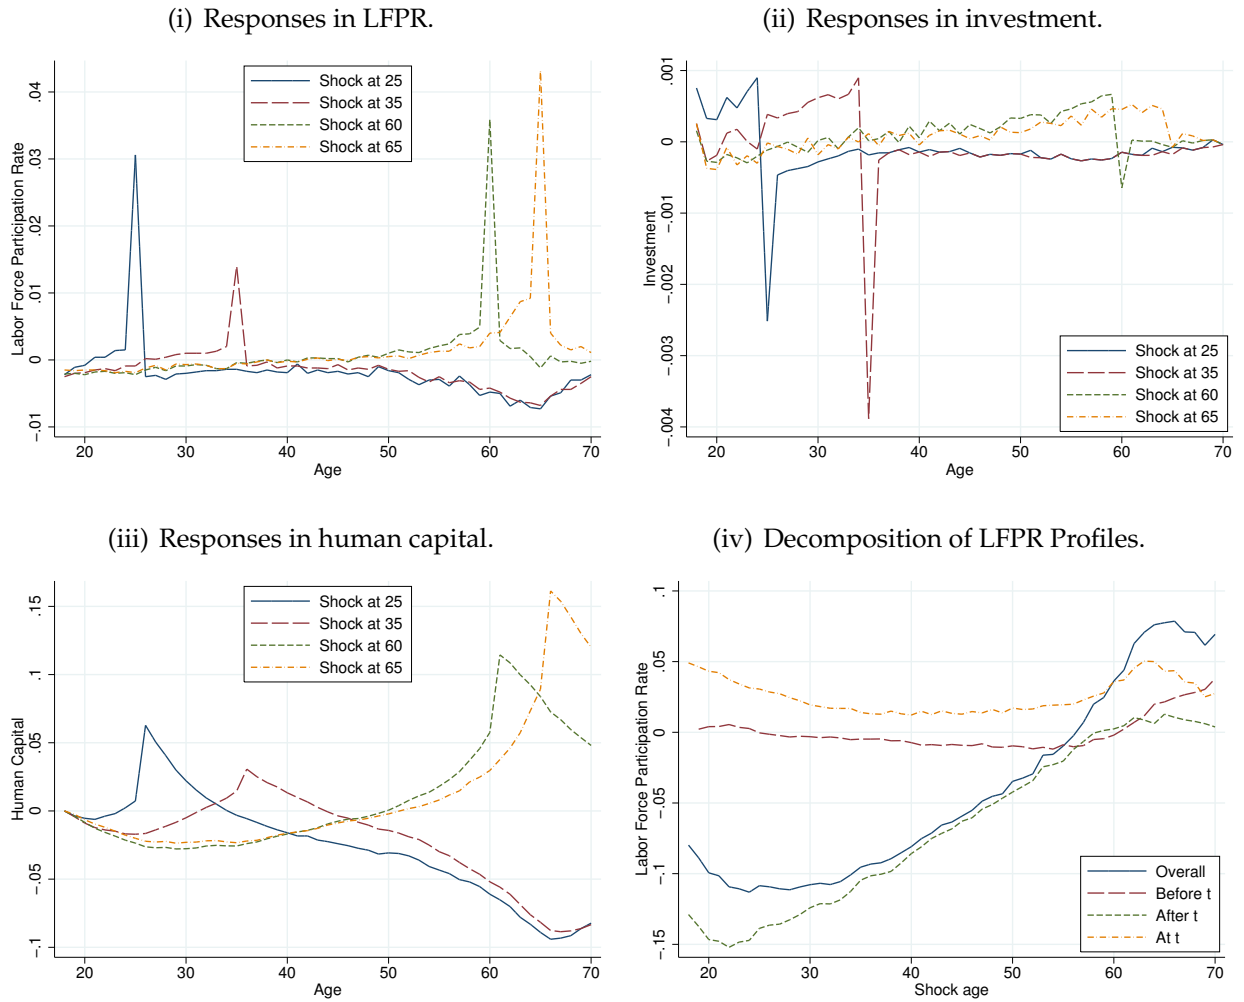 (i) Responses in LFPR.
Labor Force Participation Rate
.04
.03
.02
.01
0
-.01
Shock at 25
Shock at 35
Shock at 60
Shock at 65
20 30 40 50 60 70
Age
(ii) Responses in investment.
Investment
.001
0
-.001
-.002
-.003
-.004
Shock at 25
Shock at 35
Shock at 60
Shock at 65
20 30 40 50 60 70
Age
(iii) Responses in human capital.
Human Capital
.15
.1
.05
0
-.05
-.1
Shock at 25
Shock at 35
Shock at 60
Shock at 65
20 30 40 50 60 70
Age
(iv) Decomposition of LFPR Profiles.
Labor Force Participation Rate
.1
.05
0
-.05
-.1
-.15
Overall
Before t
After t
At t
20 30 40 50 60 70
Shock age